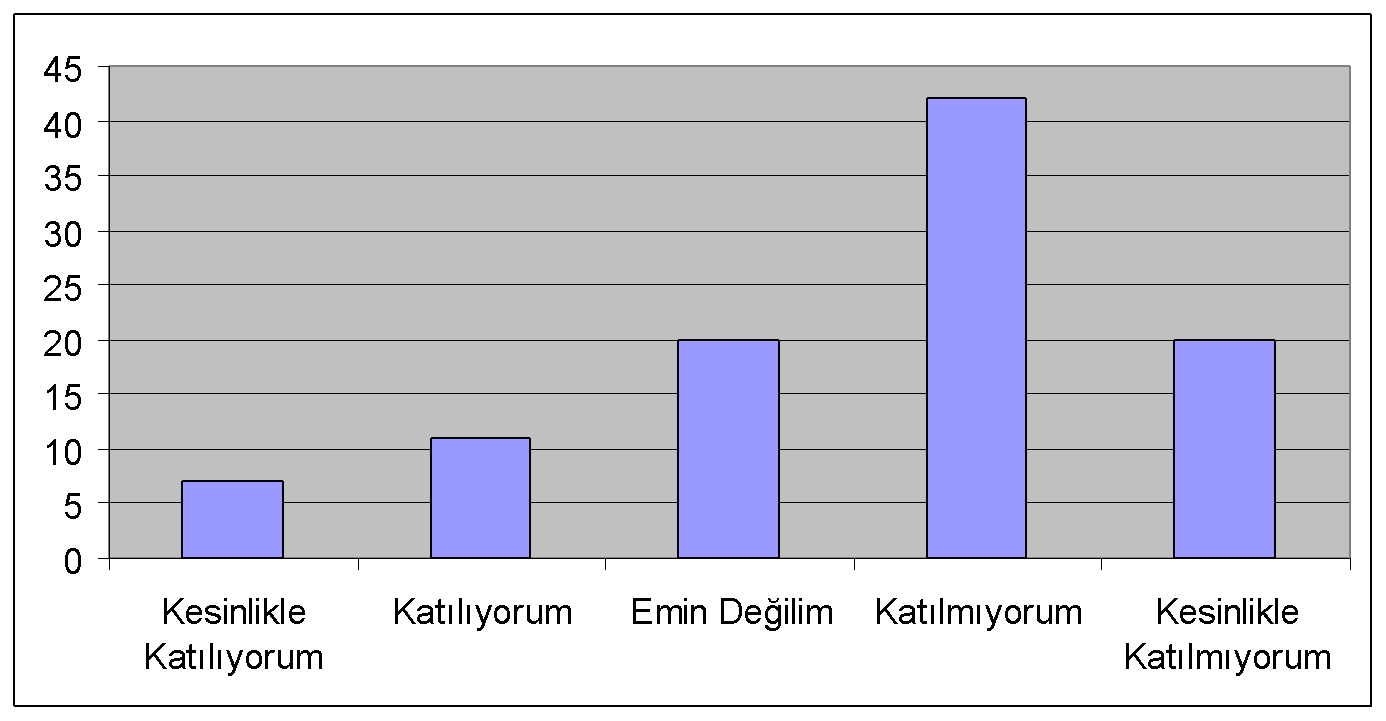 45
40
35
30
25
20
15
10
5
0
Kesinlikle Katılıyorum
Katılıyorum
Emin Değilim
Katılmıyorum
Kesinlikle Katılmıyorum